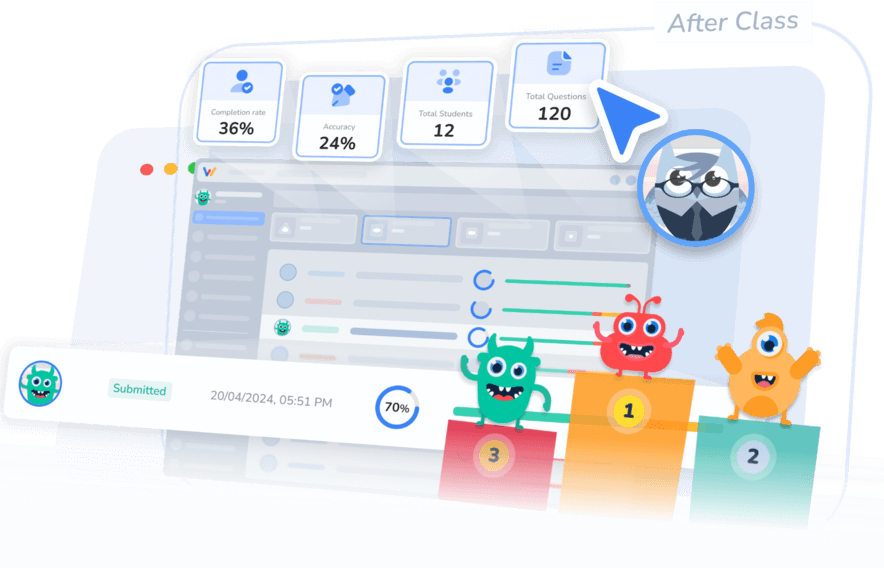 After Class
Completion rate
36%
Accuracy
24%
Total Students
12
Total Questions
120
Submitted
20/04/2024, 05:51 PM
70%
1
2
3